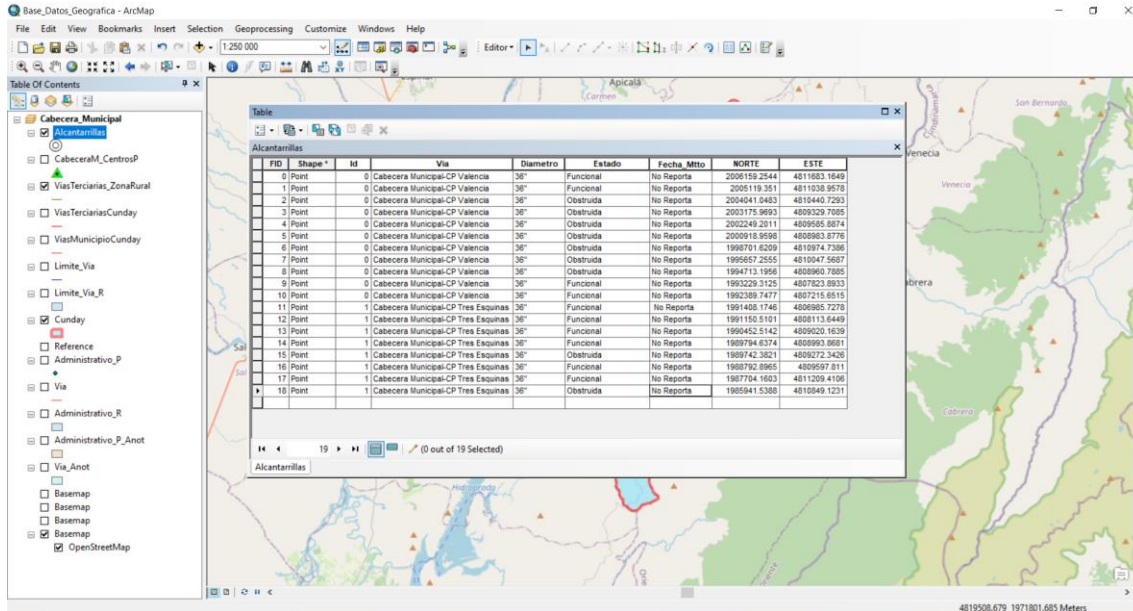 Base_Datos_Geografica - ArcMap
File Edit View Bookmarks Insert Selection Geoprocessing Customize Windows Help
1:250 000
Editor
Table Of Contents
Cabecera_Municipal
Alcantarrillas
CabeceraM_CentrosP
ViasTerciarias_ZonaRural
ViasTerciariasCunday
ViasMunicipioCunday
Limite_Via
Limite_Via_R
Cunday
Reference
Administrativo_P
Via
Administrativo_R
Administrativo_P_Anot
Via_Anot
Basemap
Basemap
Basemap
Basemap
OpenStreetMap
Apicalá
Carmen
San Bernardo
Venecia
Venecia
Cabrera
Hidroprado
Table
Alcantarrillas
FID Shape * Id Via Diametro Estado Fecha_Mtto NORTE ESTE
0 Point 0 Cabecera Municipal-CP Valencia 36" Funcional No Reporta 2006159.2544 4811683.1649
1 Point 0 Cabecera Municipal-CP Valencia 36" Funcional No Reporta 2005119.351 4811038.9578
2 Point 0 Cabecera Municipal-CP Valencia 36" Obstruida No Reporta 2004041.0483 4810440.7293
3 Point 0 Cabecera Municipal-CP Valencia 36" Obstruida No Reporta 2003175.9693 4809329.7085
4 Point 0 Cabecera Municipal-CP Valencia 36" Obstruida No Reporta 2002249.2011 4809585.8874
5 Point 0 Cabecera Municipal-CP Valencia 36" Obstruida No Reporta 2000918.9598 4808983.8776
6 Point 0 Cabecera Municipal-CP Valencia 36" Obstruida No Reporta 1998701.6209 4810974.7386
7 Point 0 Cabecera Municipal-CP Valencia 36" Obstruida No Reporta 1995657.2555 4810047.5687
8 Point 0 Cabecera Municipal-CP Valencia 36" Obstruida No Reporta 1994713.1956 4808960.7885
9 Point 0 Cabecera Municipal-CP Valencia 36" Funcional No Reporta 1993229.3125 4807823.8933
10 Point 0 Cabecera Municipal-CP Valencia 36" Funcional No Reporta 1992389.7477 4807215.6515
11 Point 1 Cabecera Municipal-CP Tres Esquinas 36" Funcional No Reporta 1991408.1746 4806985.7278
12 Point 1 Cabecera Municipal-CP Tres Esquinas 36" Funcional No Reporta 1991150.5101 4808113.6449
13 Point 1 Cabecera Municipal-CP Tres Esquinas 36" Funcional No Reporta 1990452.5142 4809020.1639
14 Point 1 Cabecera Municipal-CP Tres Esquinas 36" Funcional No Reporta 1989794.6374 4808993.8681
15 Point 1 Cabecera Municipal-CP Tres Esquinas 36" Obstruida No Reporta 1989742.3821 4809272.3426
16 Point 1 Cabecera Municipal-CP Tres Esquinas 36" Funcional No Reporta 1988792.8965 4809597.811
17 Point 1 Cabecera Municipal-CP Tres Esquinas 36" Funcional No Reporta 1987704.1603 4811209.4106
18 Point 1 Cabecera Municipal-CP Tres Esquinas 36" Obstruida No Reporta 1985941.5388 4810849.1231
19 (0 out of 19 Selected)
Alcantarrillas
4819508.679 1971801.685 Meters